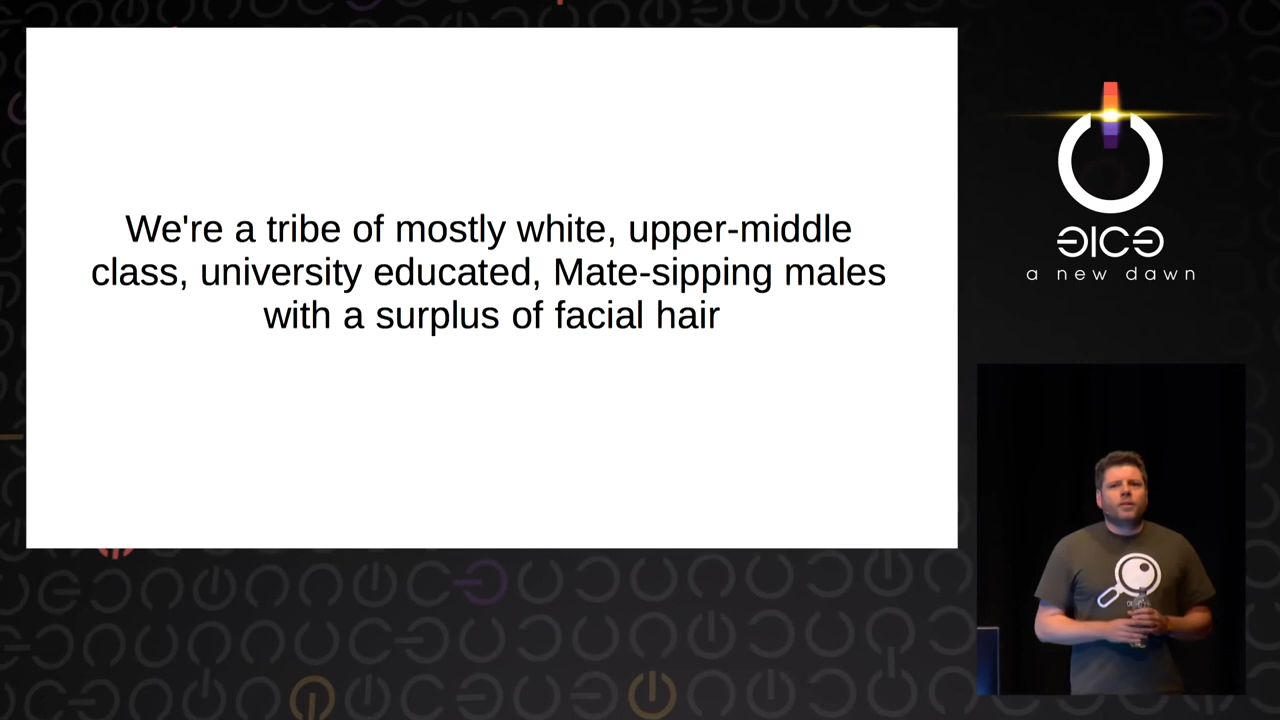 We're a tribe of mostly white, upper-middle
class, university educated, Mate-sipping males
with a surplus of facial hair
a new dawn